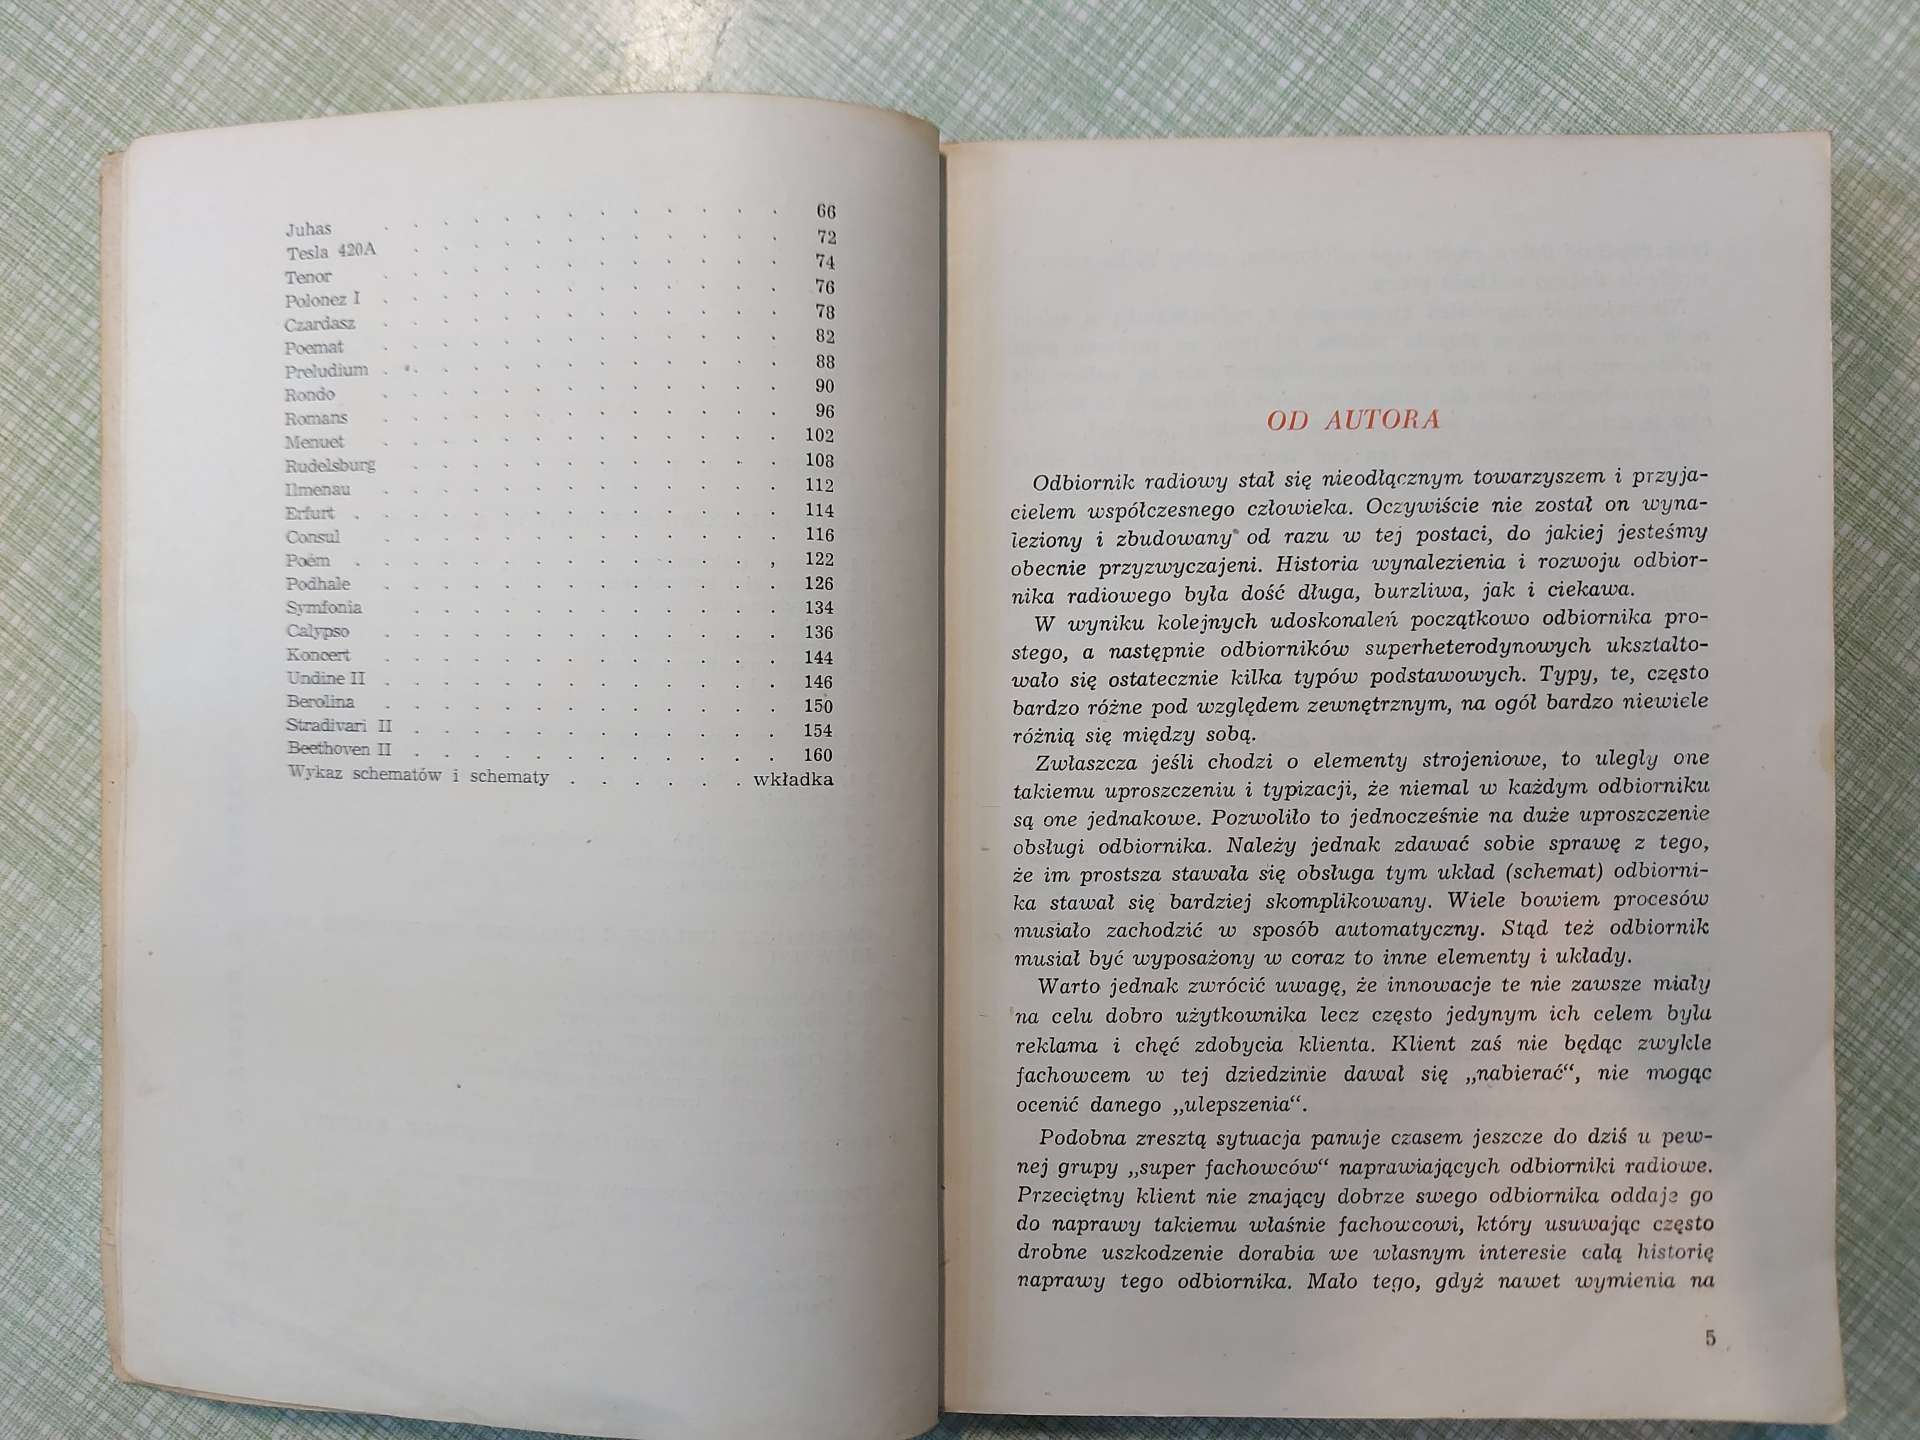 Juhas . . . . . . . . . . . . . 66
Tesla 420A . . . . . . . . . . . . 72
Tenor . . . . . . . . . . . . . 74
Polonez I . . . . . . . . . . . . . 76
Czardasz . . . . . . . . . . . . . 78
Poemat . . . . . . . . . . . . . 82
Preludium . . . . . . . . . . . . . 88
Rondo . . . . . . . . . . . . . 90
Romans . . . . . . . . . . . . . 96
Menuet . . . . . . . . . . . . . 102
Rudelsburg . . . . . . . . . . . . 108
Ilmenau . . . . . . . . . . . . . 112
Erfurt . . . . . . . . . . . . . . 114
Consul . . . . . . . . . . . . . 116
Poém . . . . . . . . . . . . . , 122
Podhale . . . . . . . . . . . . . 126
Symfonia . . . . . . . . . . . . 134
Calypso . . . . . . . . . . . . . 136
Koncert . . . . . . . . . . . . . 144
Undine II . . . . . . . . . . . . . 146
Berolina . . . . . . . . . . . . . 150
Stradivari II . . . . . . . . . . . . 154
Beethoven II . . . . . . . . . . . . 160
Wykaz schematów i schematy . . . . . . wkładka
OD AUTORA
Odbiornik radiowy stał się nieodłącznym towarzyszem i przyja-
cielem współczesnego człowieka. Oczywiście nie został on wyna-
leziony i zbudowany od razu w tej postaci, do jakiej jesteśmy
obecnie przyzwyczajeni. Historia wynalezienia i rozwoju odbior-
nika radiowego była dość długa, burzliwa, jak i ciekawa.
W wyniku kolejnych udoskonaleń początkowo odbiornika pro-
stego, a następnie odbiorników superheterodynowych ukształto-
wało się ostatecznie kilka typów podstawowych. Typy, te, często
bardzo różne pod względem zewnętrznym, na ogół bardzo niewiele
różnią się między sobą.
Zwłaszcza jeśli chodzi o elementy strojeniowe, to uległy one
takiemu uproszczeniu i typizacji, że niemal w każdym odbiorniku
są one jednakowe. Pozwoliło to jednocześnie na duże uproszczenie
obsługi odbiornika. Należy jednak zdawać sobie sprawę z tego,
że im prostsza stawała się obsługa tym układ (schemat) odbiorni-
ka stawał się bardziej skomplikowany. Wiele bowiem procesów
musiało zachodzić w sposób automatyczny. Stąd też odbiornik
musiał być wyposażony w coraz to inne elementy i układy.
Warto jednak zwrócić uwagę, że innowacje te nie zawsze miały
na celu dobro użytkownika lecz często jedynym ich celem była
reklama i chęć zdobycia klienta. Klient zaś nie będąc zwykle
fachowcem w tej dziedzinie dawał się „nabierać“, nie mogąc
ocenić danego „ulepszenia“.
Podobna zresztą sytuacja panuje czasem jeszcze do dziś u pew-
nej grupy „super fachowców“ naprawiających odbiorniki radiowe.
Przeciętny klient nie znający dobrze swego odbiornika oddaje go
do naprawy takiemu właśnie fachowcowi, który usuwając często
drobne uszkodzenie dorabia we własnym interesie całą historię
naprawy tego odbiornika. Mało tego, gdyż nawet wymienia na
5